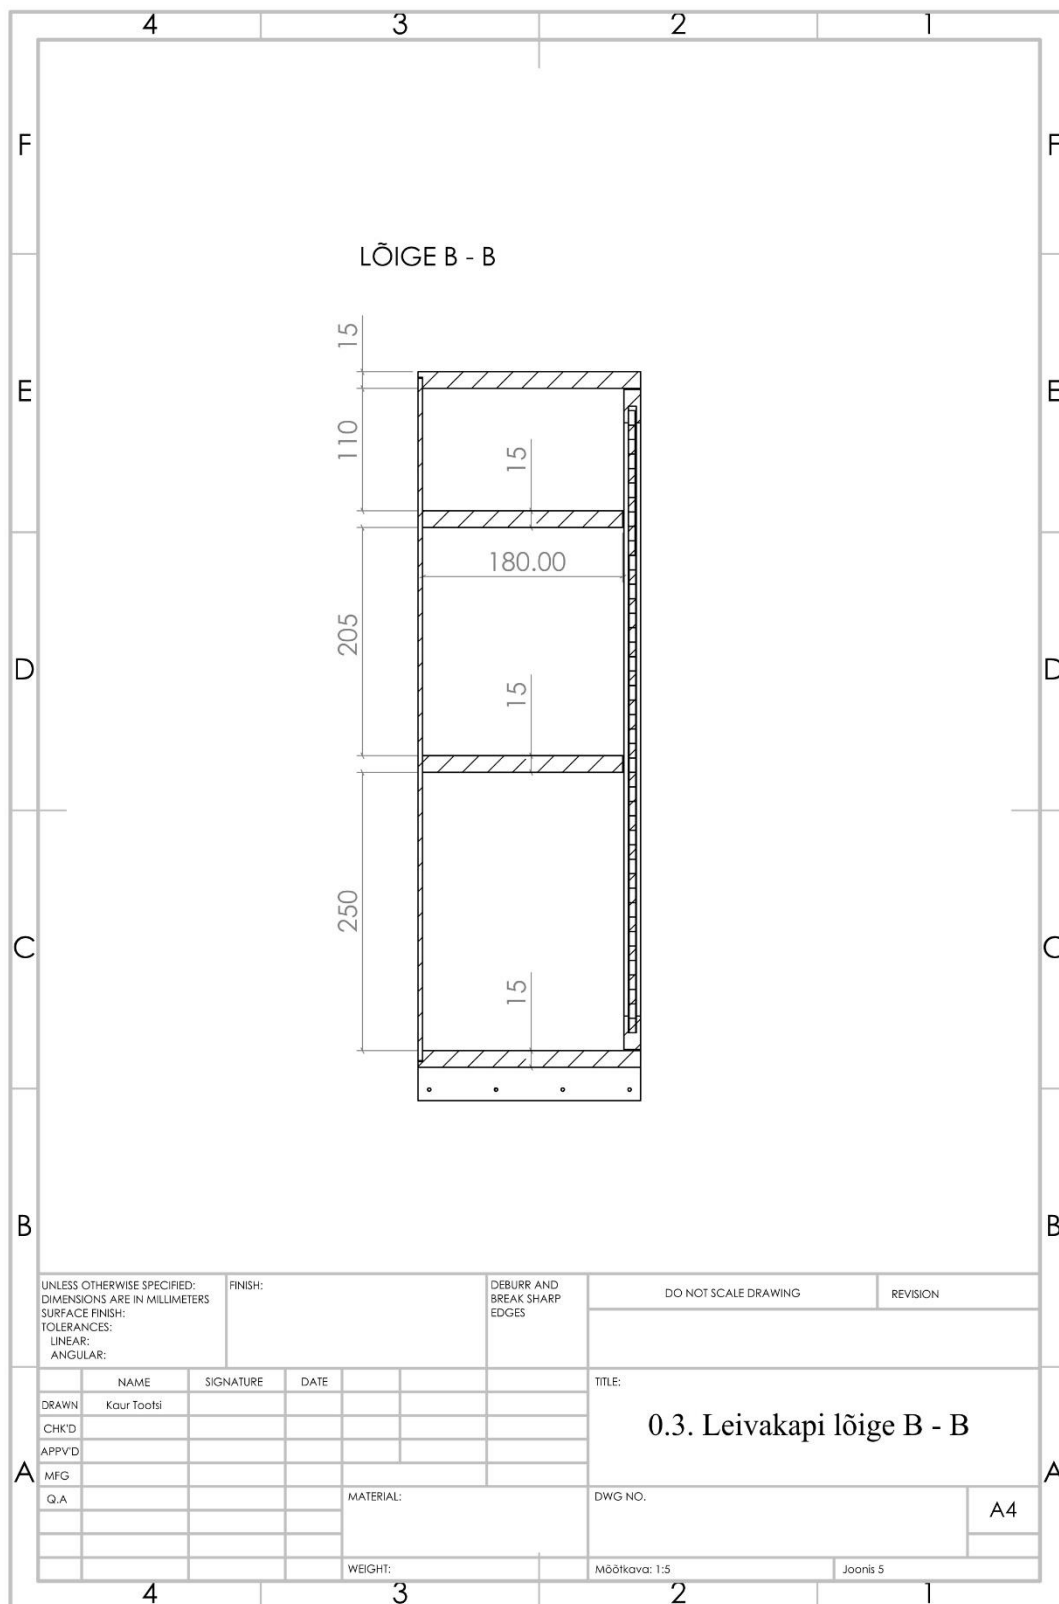 4 3 2 1
F F
LÕIGE B - B
15
E E
110
15
180.00
205
D D
15
250
C C
15
B B
UNLESS OTHERWISE SPECIFIED:
DIMENSIONS ARE IN MILLIMETERS
SURFACE FINISH:
TOLERANCES:
LINEAR:
ANGULAR:
FINISH:
DEBURR AND
BREAK SHARP
EDGES
DO NOT SCALE DRAWING
REVISION
NAME SIGNATURE DATE
TITLE:
DRAWN Kaur Tootsi
0.3. Leivakapi lõige B - B
CHK'D
APPV'D
A A
MFG
Q.A
MATERIAL:
DWG NO.
A4
WEIGHT:
Mõõtkava: 1:5
Joonis 5
4 3 2 1